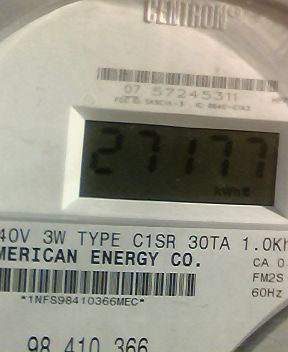 CENTRON®
07 57245311
27177
kWh
40V 3W TYPE C1SR 30TA 1.0Kh
MERICAN ENERGY CO.
CA 0.
FM2S
*1NFS98410366MEC*
60Hz
98 410 366